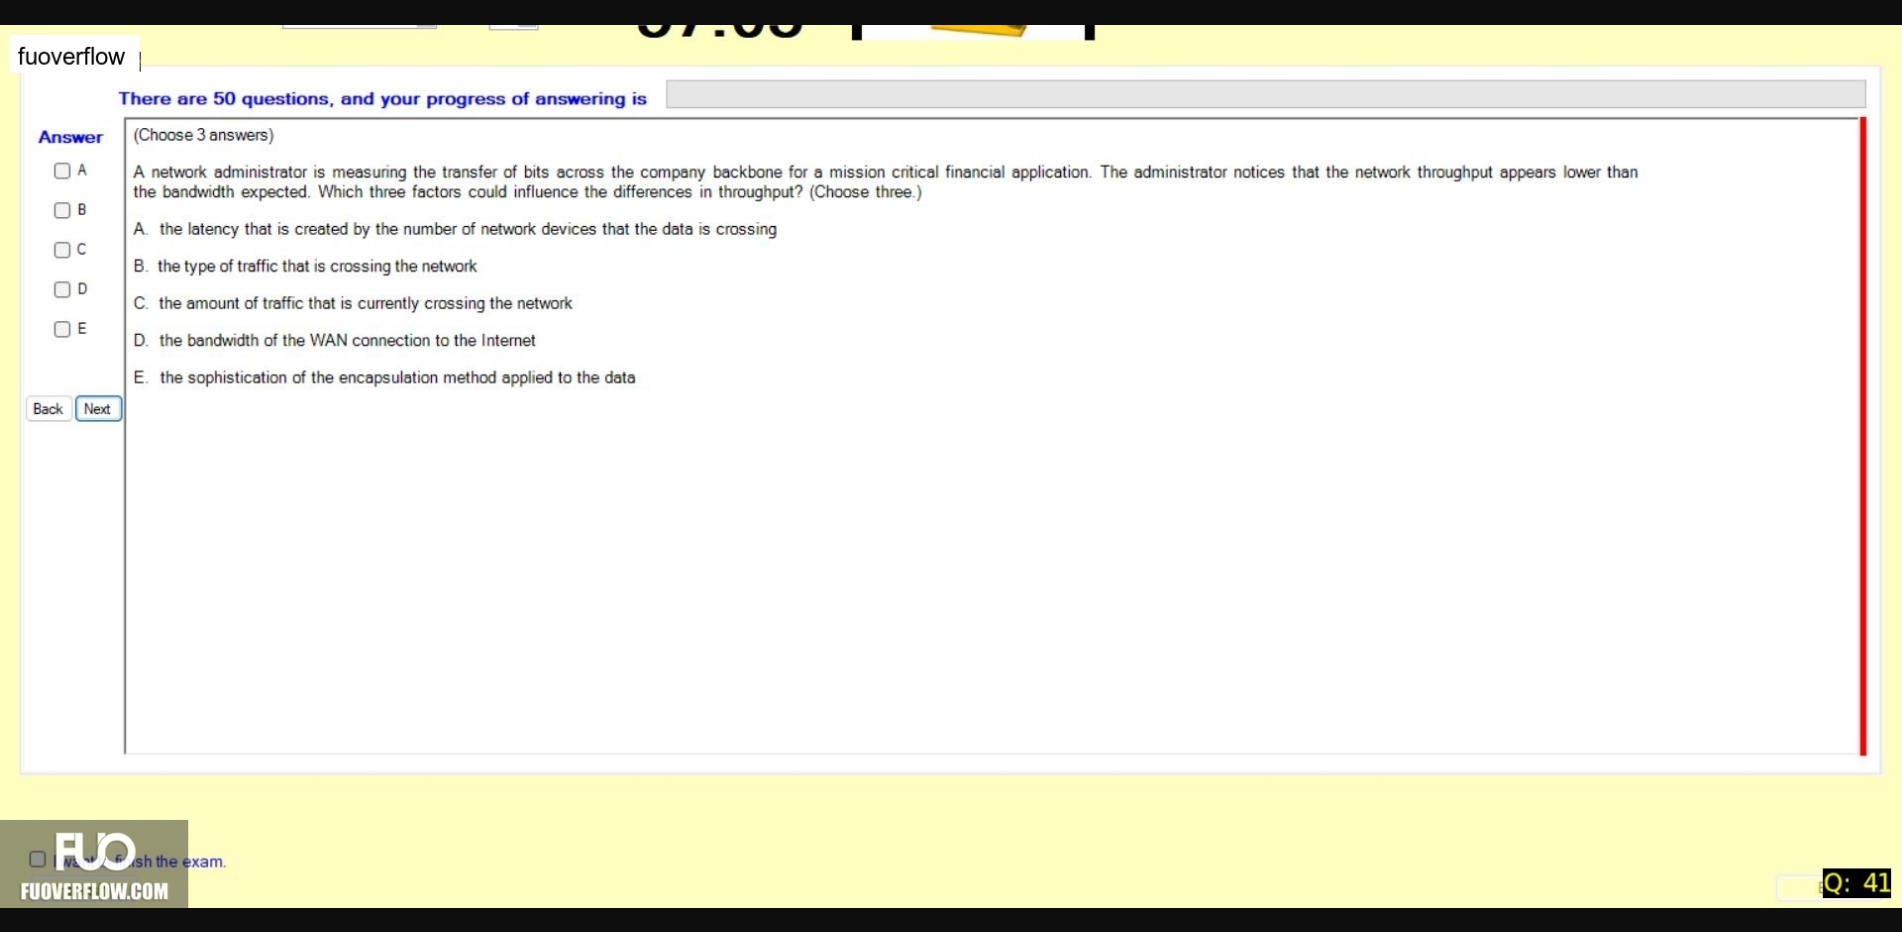 fuoverflow
There are 50 questions, and your progress of answering is
Answer
(Choose 3 answers)
A
A network administrator is measuring the transfer of bits across the company backbone for a mission critical financial application. The administrator notices that the network throughput appears lower than
the bandwidth expected. Which three factors could influence the differences in throughput? (Choose three.)
B
A. the latency that is created by the number of network devices that the data is crossing
C
B. the type of traffic that is crossing the network
D
C. the amount of traffic that is currently crossing the network
E
D. the bandwidth of the WAN connection to the Internet
E. the sophistication of the encapsulation method applied to the data
Back Next
FUO
I want finish the exam.
FUOVERFLOW.COM
Q: 41